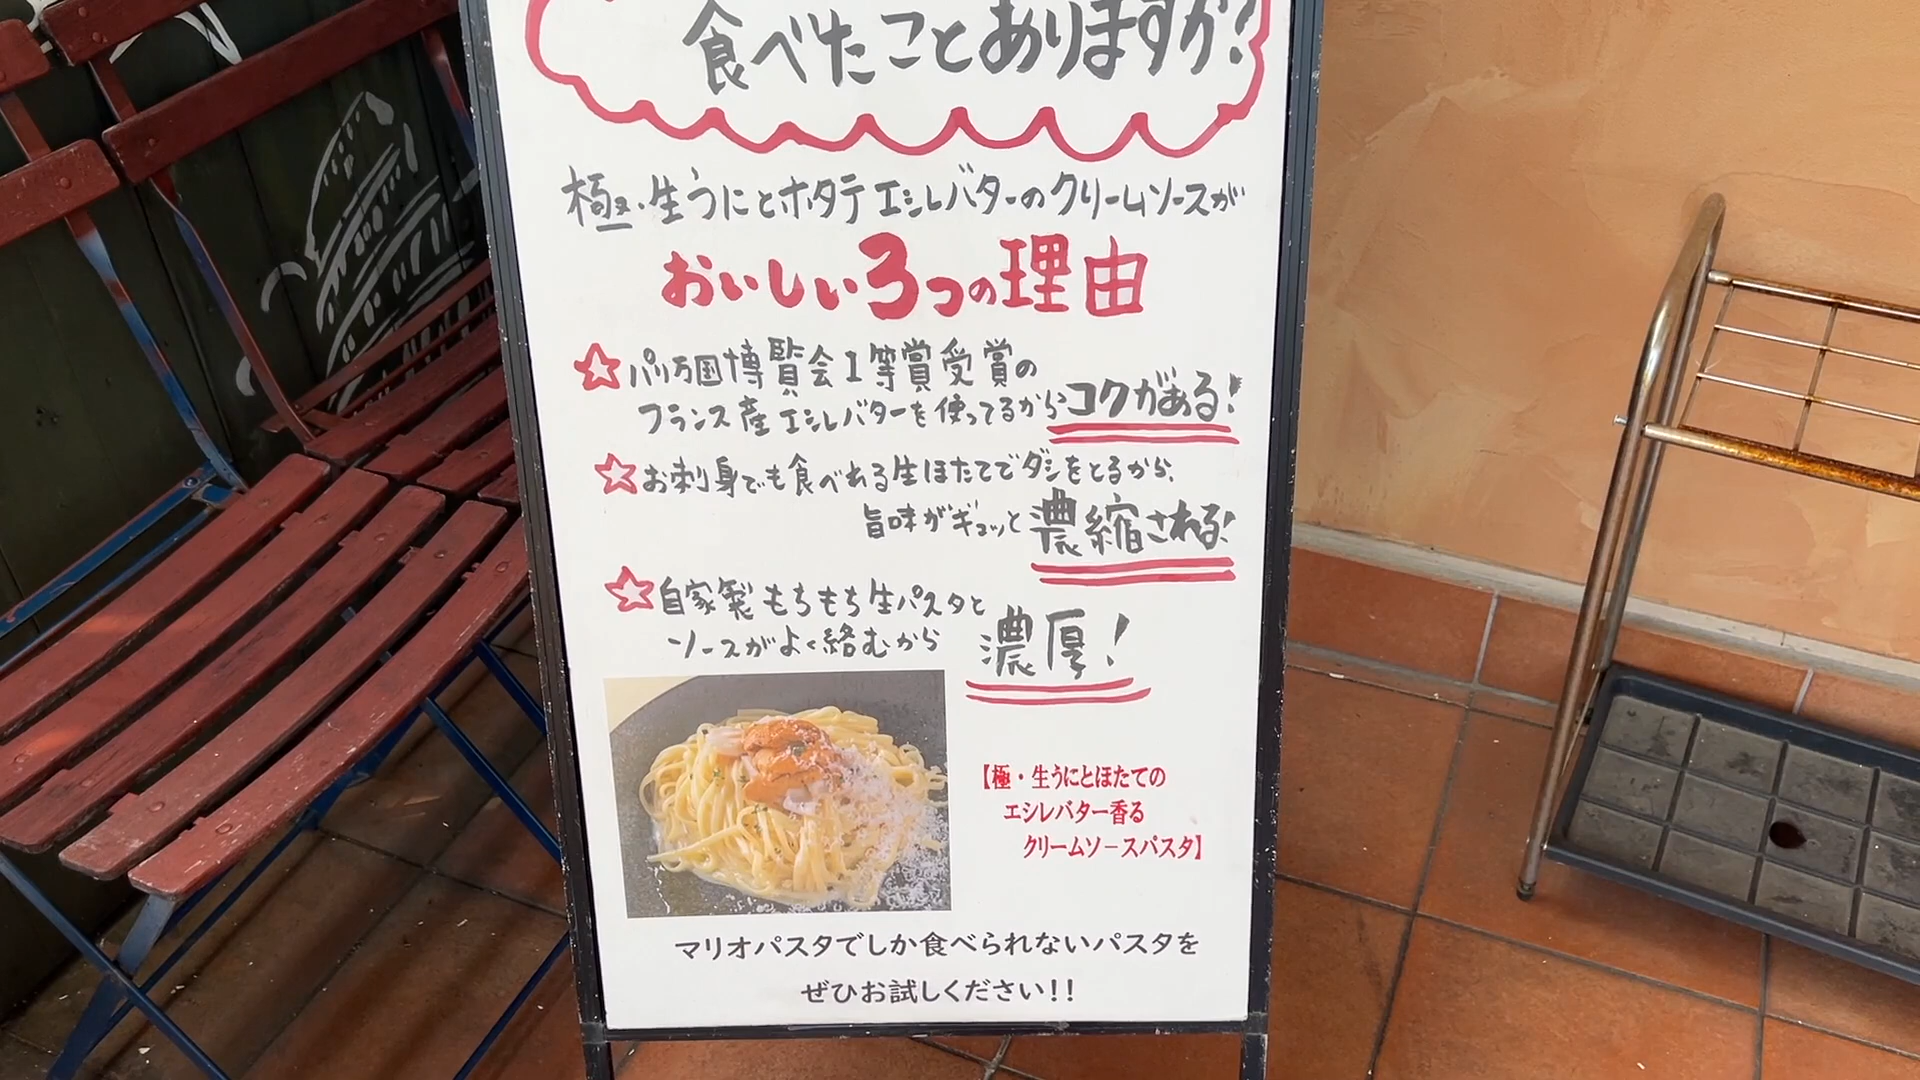 食べたことありますか?
極・生うにとホタテ エシレバターのクリームソースが
おいしい3つの理由
パリ万国博覧会1等賞受賞の
フランス産エシレバターを使ってるから コクがある!
お刺身でも食べれる生ほたてでダシをとるから、
旨味がギュッと 濃縮される!
自家製もちもち生パスタと
ソースがよく絡むから 濃厚!
【極・生うにとほたての
エシレバター香る
クリームソースパスタ】
マリオパスタでしか食べられないパスタを
ぜひお試しください!!